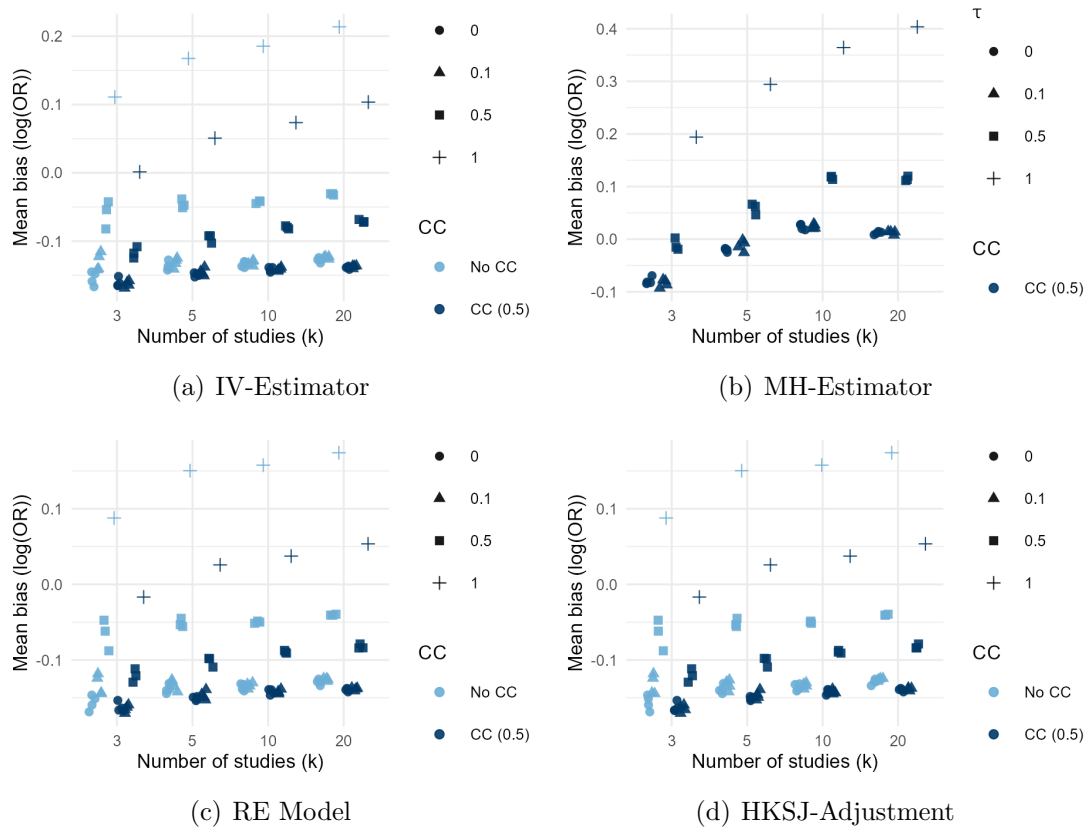 Mean bias (log(OR))
0.2
0.1
0.0
-0.1
3
5
10
20
Number of studies (k)
0
0.1
0.5
1
CC
No CC
CC (0.5)
(a) IV-Estimator
Mean bias (log(OR))
0.4
0.3
0.2
0.1
0.0
-0.1
3
5
10
20
Number of studies (k)
τ
0
0.1
0.5
1
CC
CC (0.5)
(b) MH-Estimator
Mean bias (log(OR))
0.1
0.0
-0.1
3
5
10
20
Number of studies (k)
0
0.1
0.5
1
CC
No CC
CC (0.5)
(c) RE Model
Mean bias (log(OR))
0.1
0.0
-0.1
3
5
10
20
Number of studies (k)
0
0.1
0.5
1
CC
No CC
CC (0.5)
(d) HKSJ-Adjustment